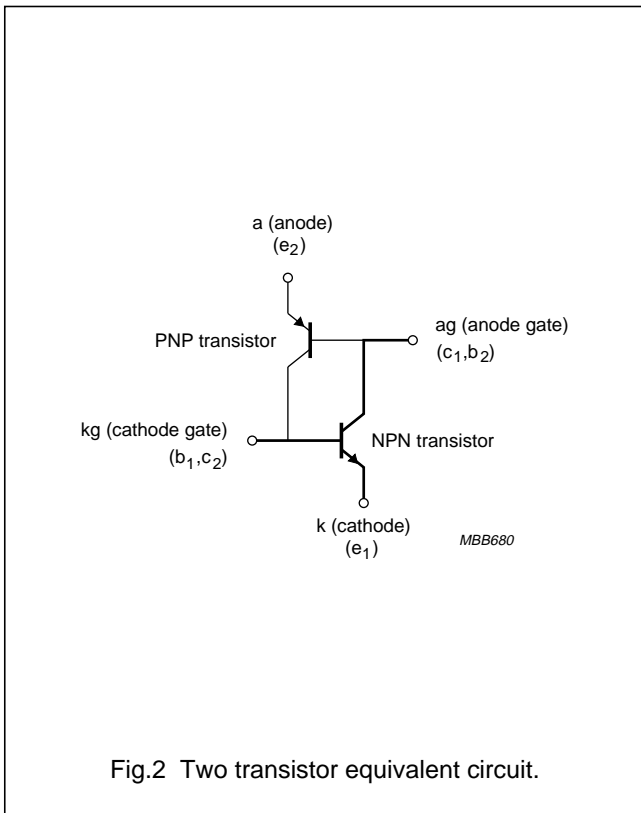 a (anode)
(e2)
PNP transistor
ag (anode gate)
(c1,b2)
kg (cathode gate)
(b1,c2)
NPN transistor
k (cathode)
(e1)
MBB680
Fig.2 Two transistor equivalent circuit.